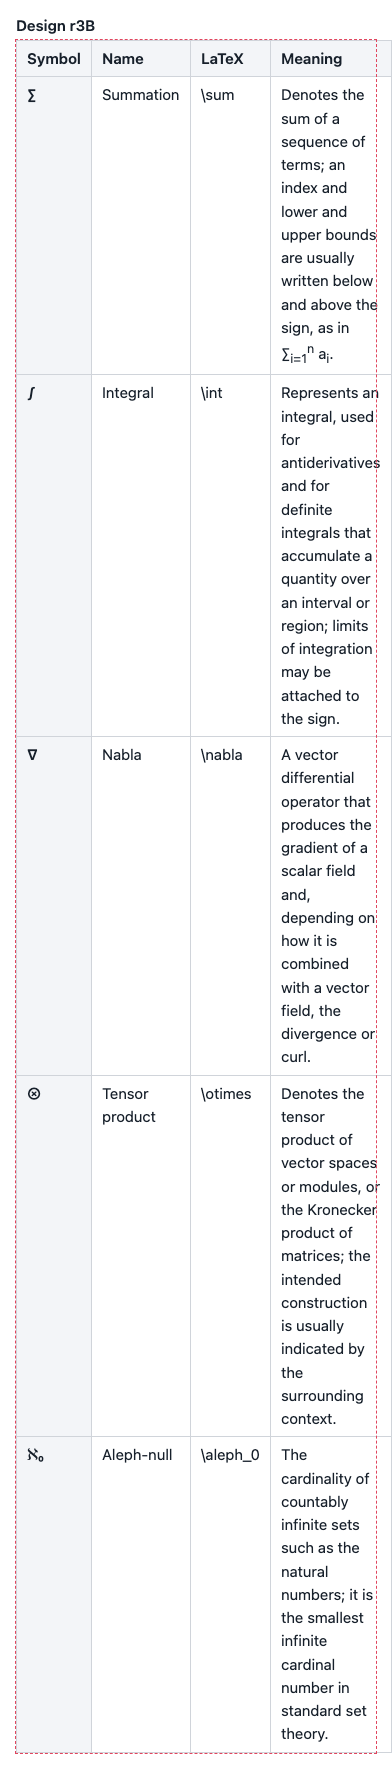 Design r3B
Symbol Name LaTeX Meaning
∑ Summation \sum Denotes the
sum of a
sequence of
terms; an
index and
lower and
upper bounds
are usually
written below
and above the
sign, as in
∑i=1n ai.
∫ Integral \int Represents an
integral, used
for
antiderivatives
and for
definite
integrals that
accumulate a
quantity over
an interval or
region; limits
of integration
may be
attached to
the sign.
∇ Nabla \nabla A vector
differential
operator that
produces the
gradient of a
scalar field
and,
depending on
how it is
combined
with a vector
field, the
divergence or
curl.
⊗ Tensor \otimes Denotes the
product tensor
product of
vector spaces
or modules, or
the Kronecker
product of
matrices; the
intended
construction
is usually
indicated by
the
surrounding
context.
ℵ₀ Aleph-null \aleph_0 The
cardinality of
countably
infinite sets
such as the
natural
numbers; it is
the smallest
infinite
cardinal
number in
standard set
theory.